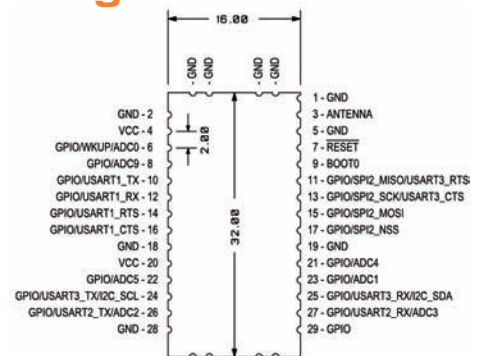 g
16.00
GND GND GND GND
1 - GND
GND - 2
3 - ANTENNA
VCC - 4
5 - GND
GPIO/WKUP/ADC0 - 6
7 - RESET
GPIO/ADC9 - 8
9 - BOOT0
GPIO/USART1_TX - 10
11 - GPIO/SPI2_MISO/USART3_RTS
GPIO/USART1_RX - 12
13 - GPIO/SPI2_SCK/USART3_CTS
GPIO/USART1_RTS - 14
15 - GPIO/SPI2_MOSI
GPIO/USART1_CTS - 16
17 - GPIO/SPI2_NSS
GND - 18
19 - GND
VCC - 20
21 - GPIO/ADC4
GPIO/ADC5 - 22
23 - GPIO/ADC1
GPIO/USART3_TX/I2C_SCL - 24
25 - GPIO/USART3_RX/I2C_SDA
GPIO/USART2_TX/ADC2 - 26
27 - GPIO/USART2_RX/ADC3
GND - 28
29 - GPIO
2.00
32.00